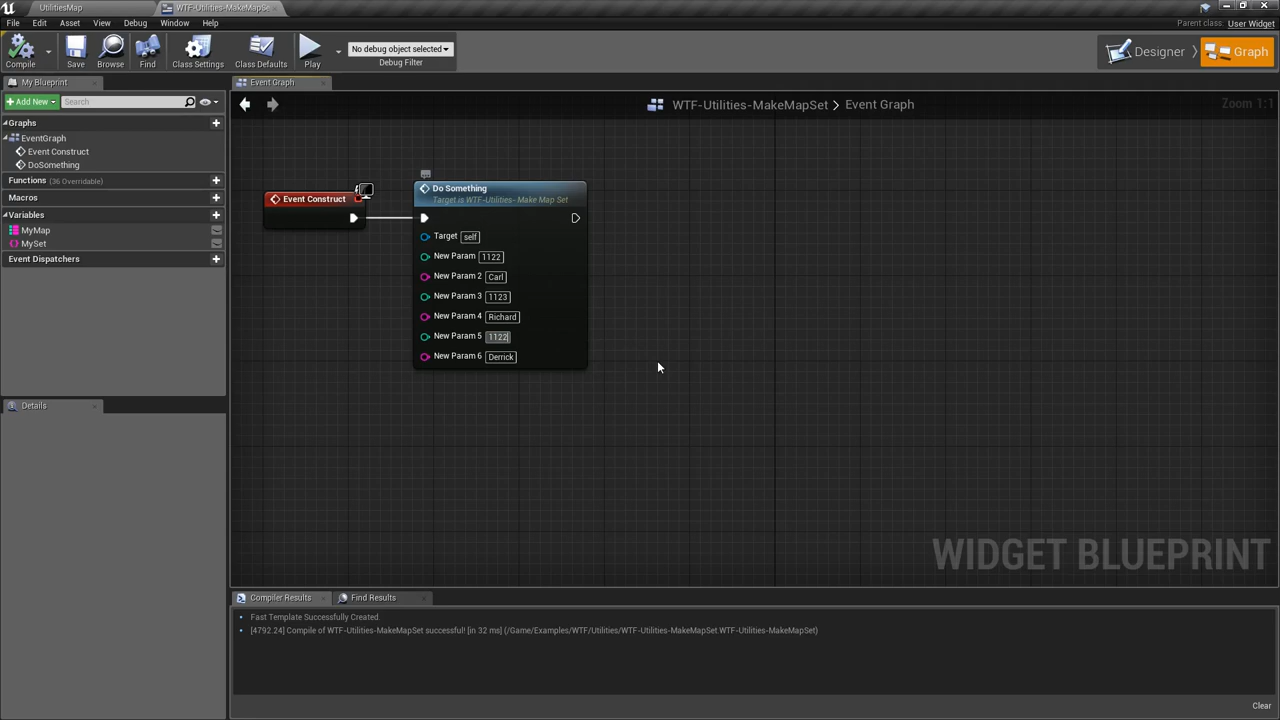 UtilitiesMap
WTF-Utilities-MakeMapSe
File Edit Asset View Debug Window Help
Parent class: User Widget
Compile
Save
Browse
Find
Class Settings
Class Defaults
Play
No debug object selected
Debug Filter
Designer
Graph
My Blueprint
Add New
Search
Graphs
EventGraph
Event Construct
DoSomething
Functions (36 Overridable)
Macros
Variables
MyMap
MySet
Event Dispatchers
Details
Event Graph
WTF-Utilities-MakeMapSet > Event Graph
Zoom 1:1
Event Construct
Do Something
Target is WTF-Utilities- Make Map Set
Target self
New Param 1122
New Param 2 Carl
New Param 3 1123
New Param 4 Richard
New Param 5 1122
New Param 6 Derrick
WIDGET BLUEPRINT
Compiler Results
Find Results
Fast Template Successfully Created.
[4792.24] Compile of WTF-Utilities-MakeMapSet successful! [in 32 ms] (/Game/Examples/WTF/Utilities/WTF-Utilities-MakeMapSet.WTF-Utilities-MakeMapSet)
Clear